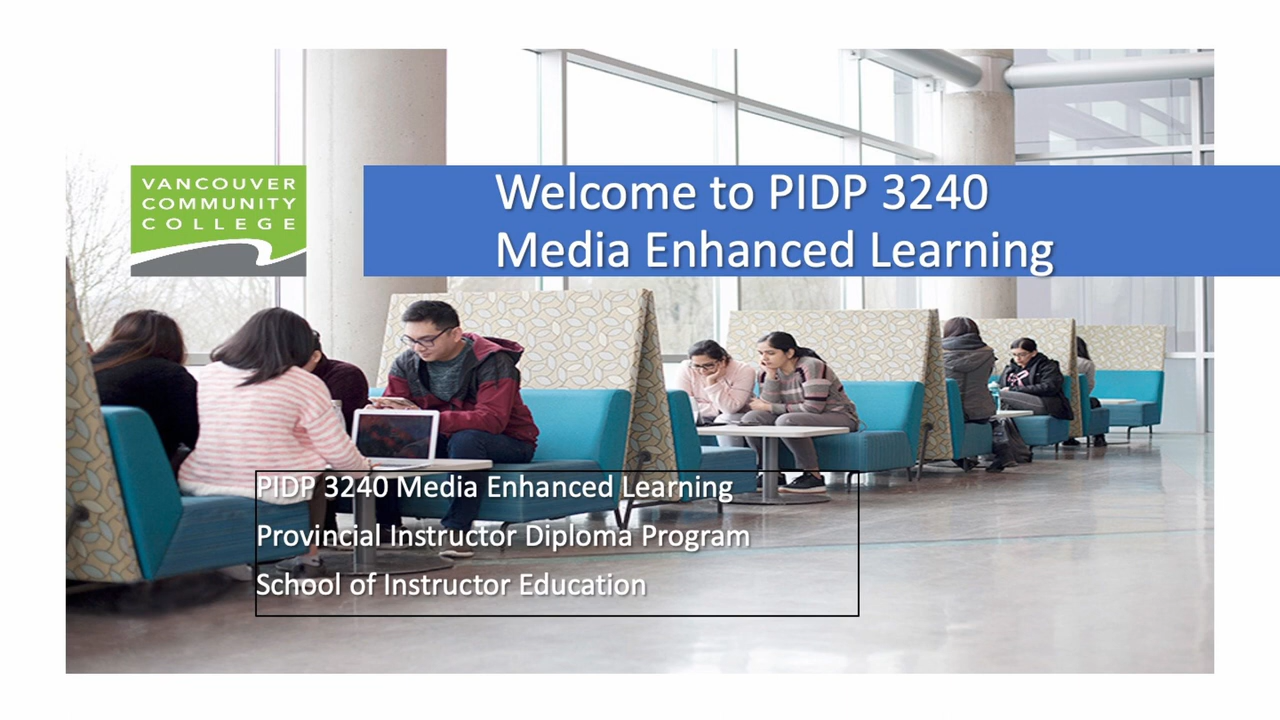 VANCOUVER
COMMUNITY
COLLEGE
Welcome to PIDP 3240
Media Enhanced Learning
PIDP 3240 Media Enhanced Learning
Provincial Instructor Diploma Program
School of Instructor Education